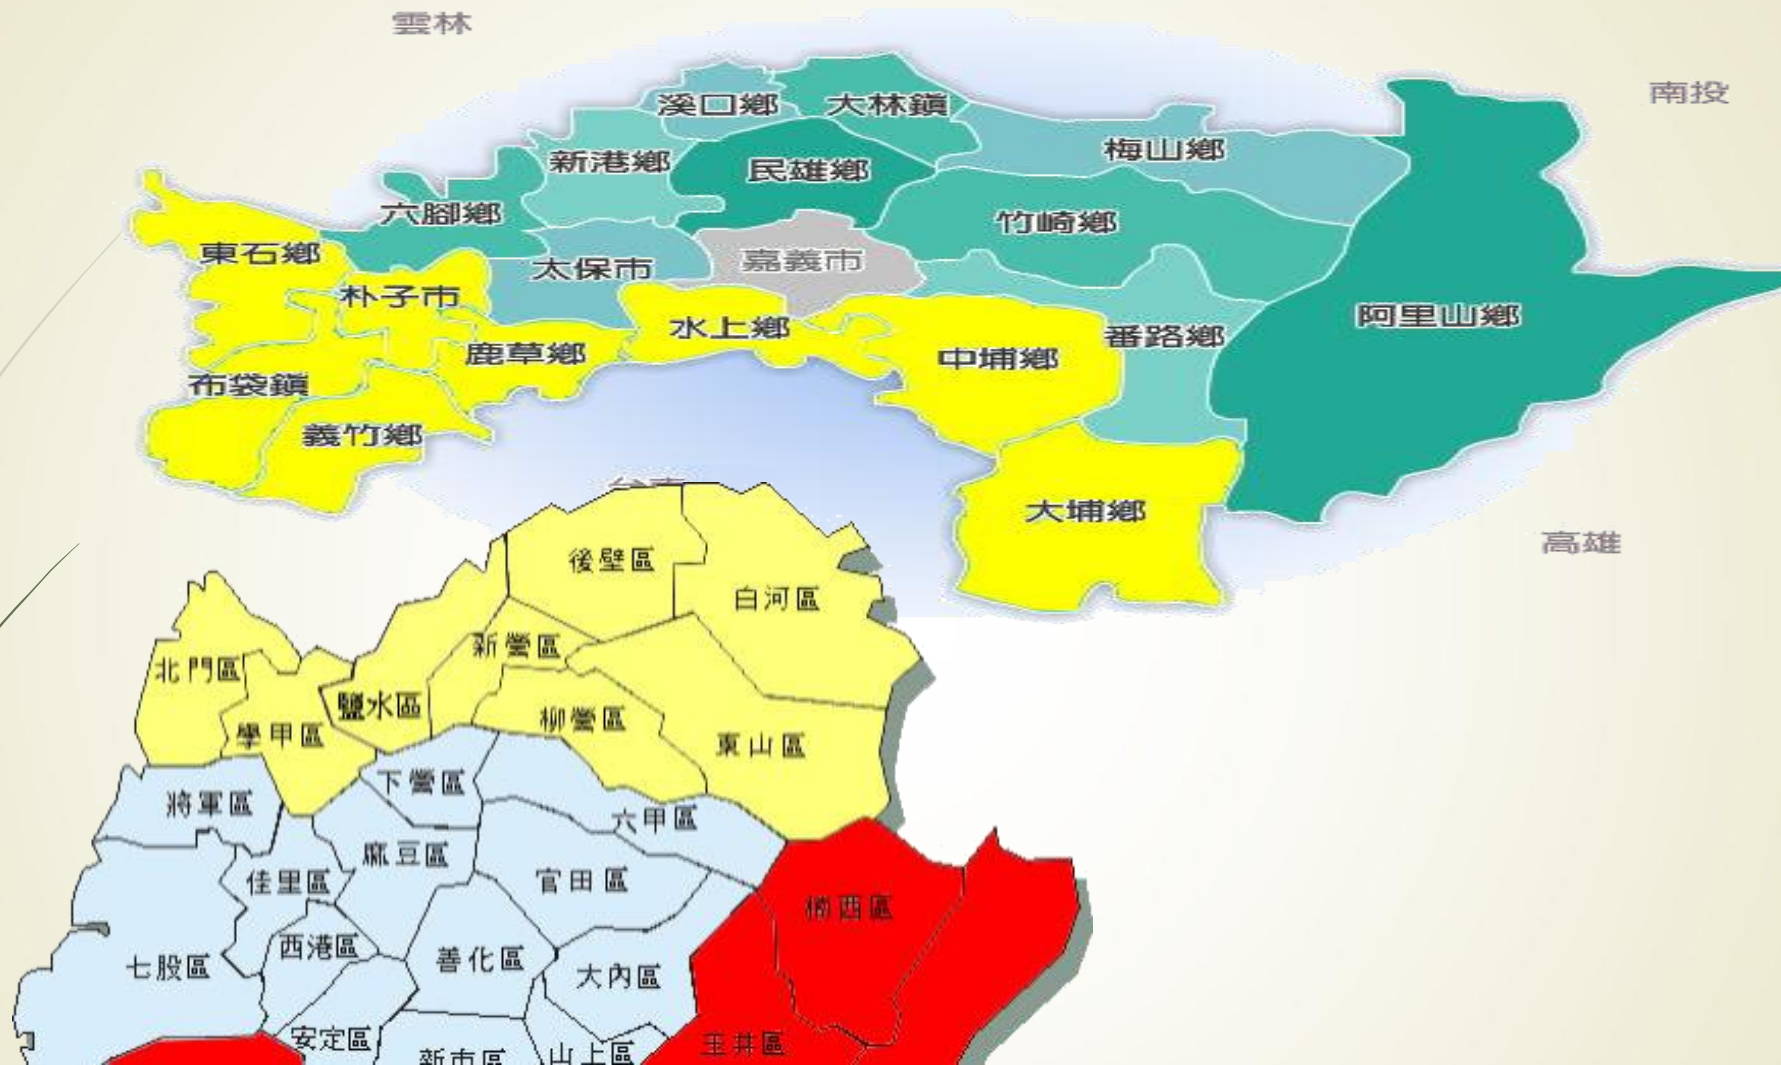 雲林
南投
溪口鄉
大林鎮
新港鄉
民雄鄉
梅山鄉
六腳鄉
竹崎鄉
東石鄉
太保市
嘉義市
朴子市
水上鄉
阿里山鄉
番路鄉
鹿草鄉
中埔鄉
布袋鎮
義竹鄉
大埔鄉
高雄
後壁區
白河區
新營區
北門區
鹽水區
柳營區
學甲區
東山區
下營區
將軍區
六甲區
麻豆區
佳里區
官田區
楠西區
西港區
善化區
七股區
大內區
安定區
玉井區
新市區
山上區